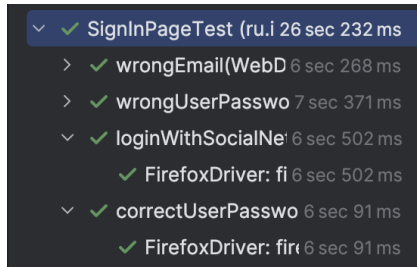 SignInPageTest (ru.i 26 sec 232 ms
wrongEmail(WebD 6 sec 268 ms
wrongUserPasswo 7 sec 371 ms
loginWithSocialNet 6 sec 502 ms
FirefoxDriver: fi 6 sec 502 ms
correctUserPasswo 6 sec 91 ms
FirefoxDriver: fire 6 sec 91 ms